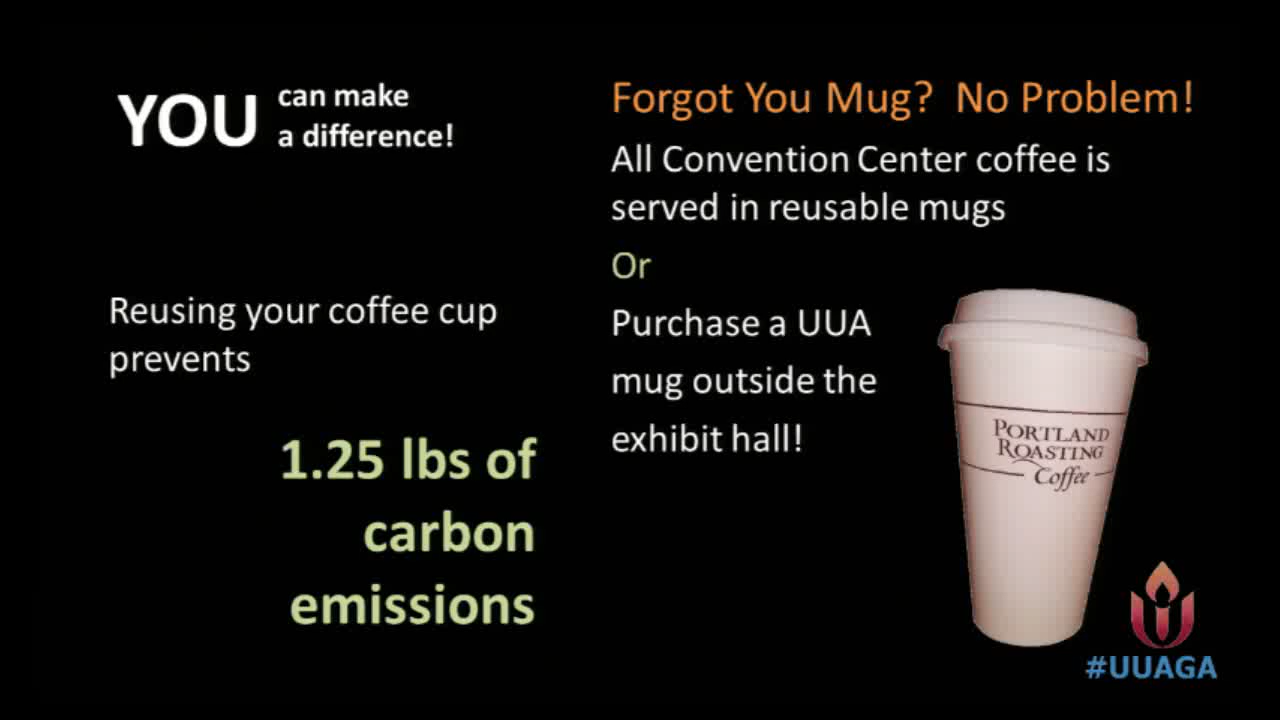 YOU can make
a difference!
Reusing your coffee cup
prevents
1.25 lbs of
carbon
emissions
Forgot You Mug? No Problem!
All Convention Center coffee is
served in reusable mugs
Or
Purchase a UUA
mug outside the
exhibit hall!
PORTLAND
ROASTING
Coffee
#UUAGA